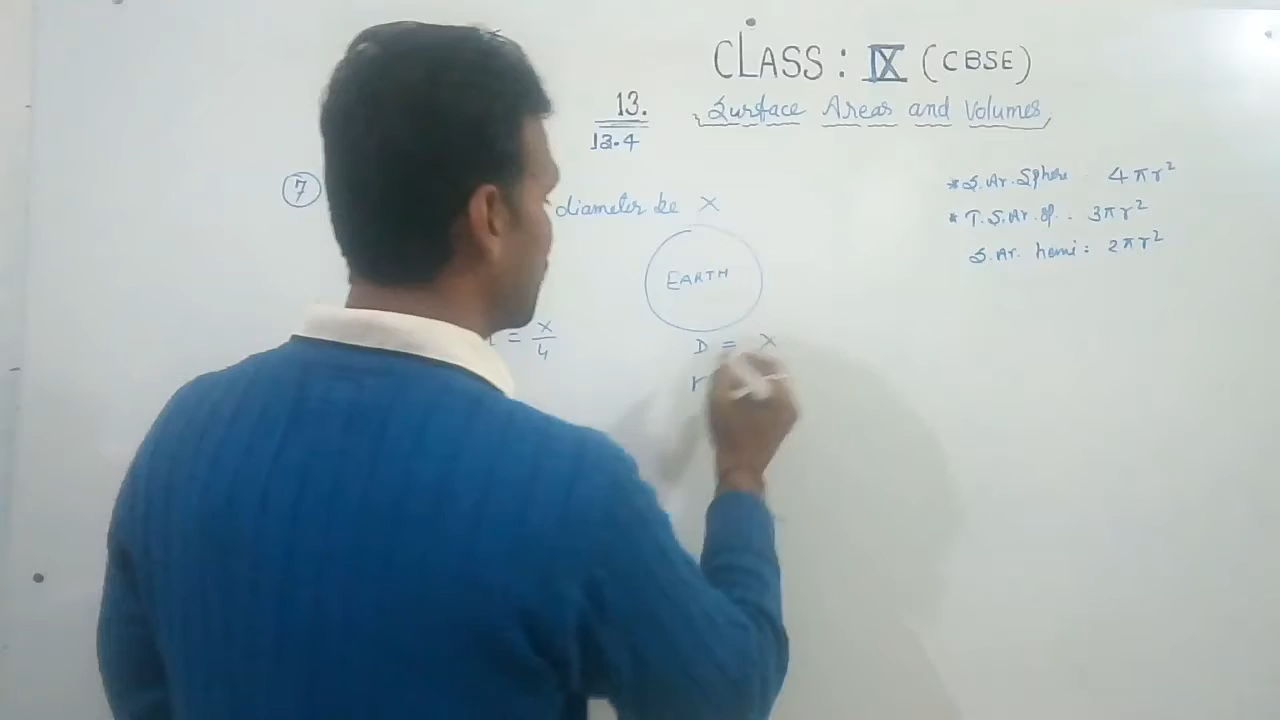 CLASS : IX (CBSE)
13. Surface Areas and Volumes
13.4
7
diameter be x
* S. Ar. Sphere 4πr²
* T. S. Ar. of . 3πr²
S. Ar. hemi : 2πr²
EARTH
= x/4
D = x
r